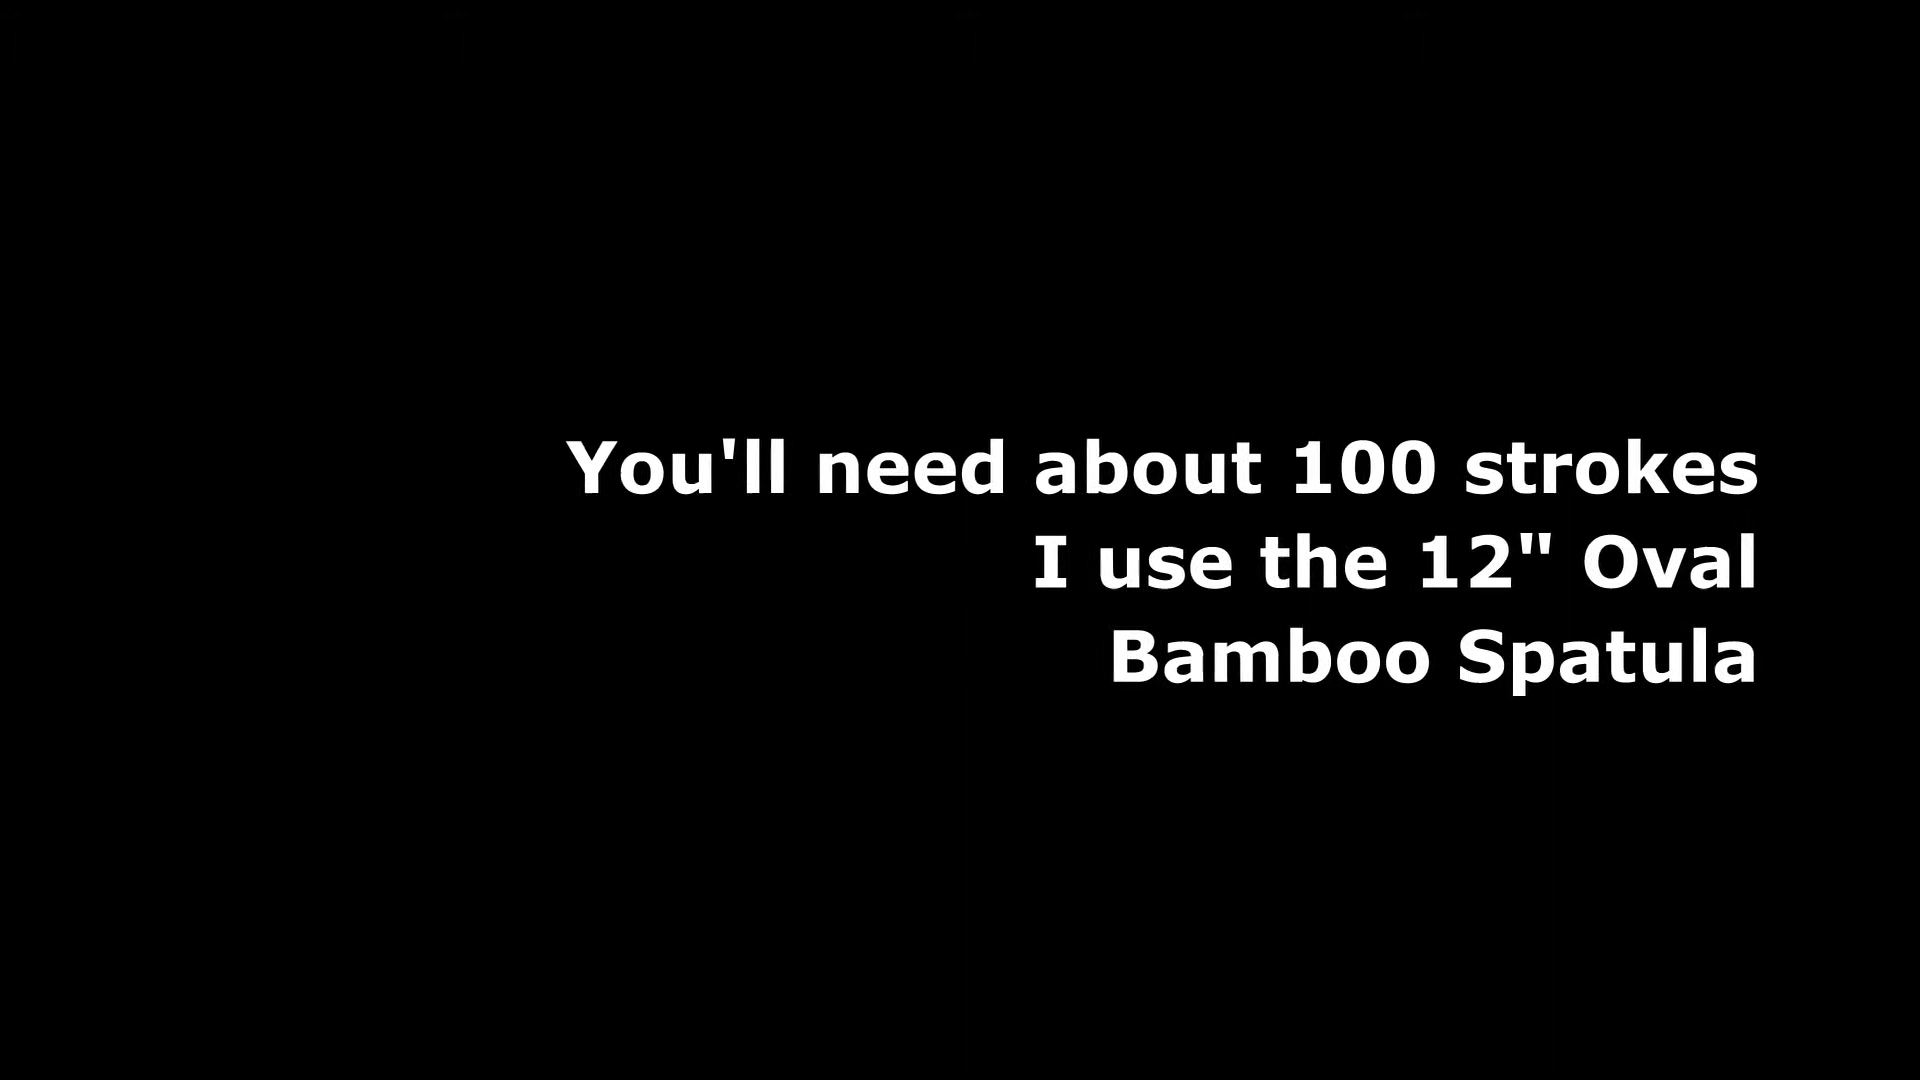 You'll need about 100 strokes
I use the 12" Oval
Bamboo Spatula